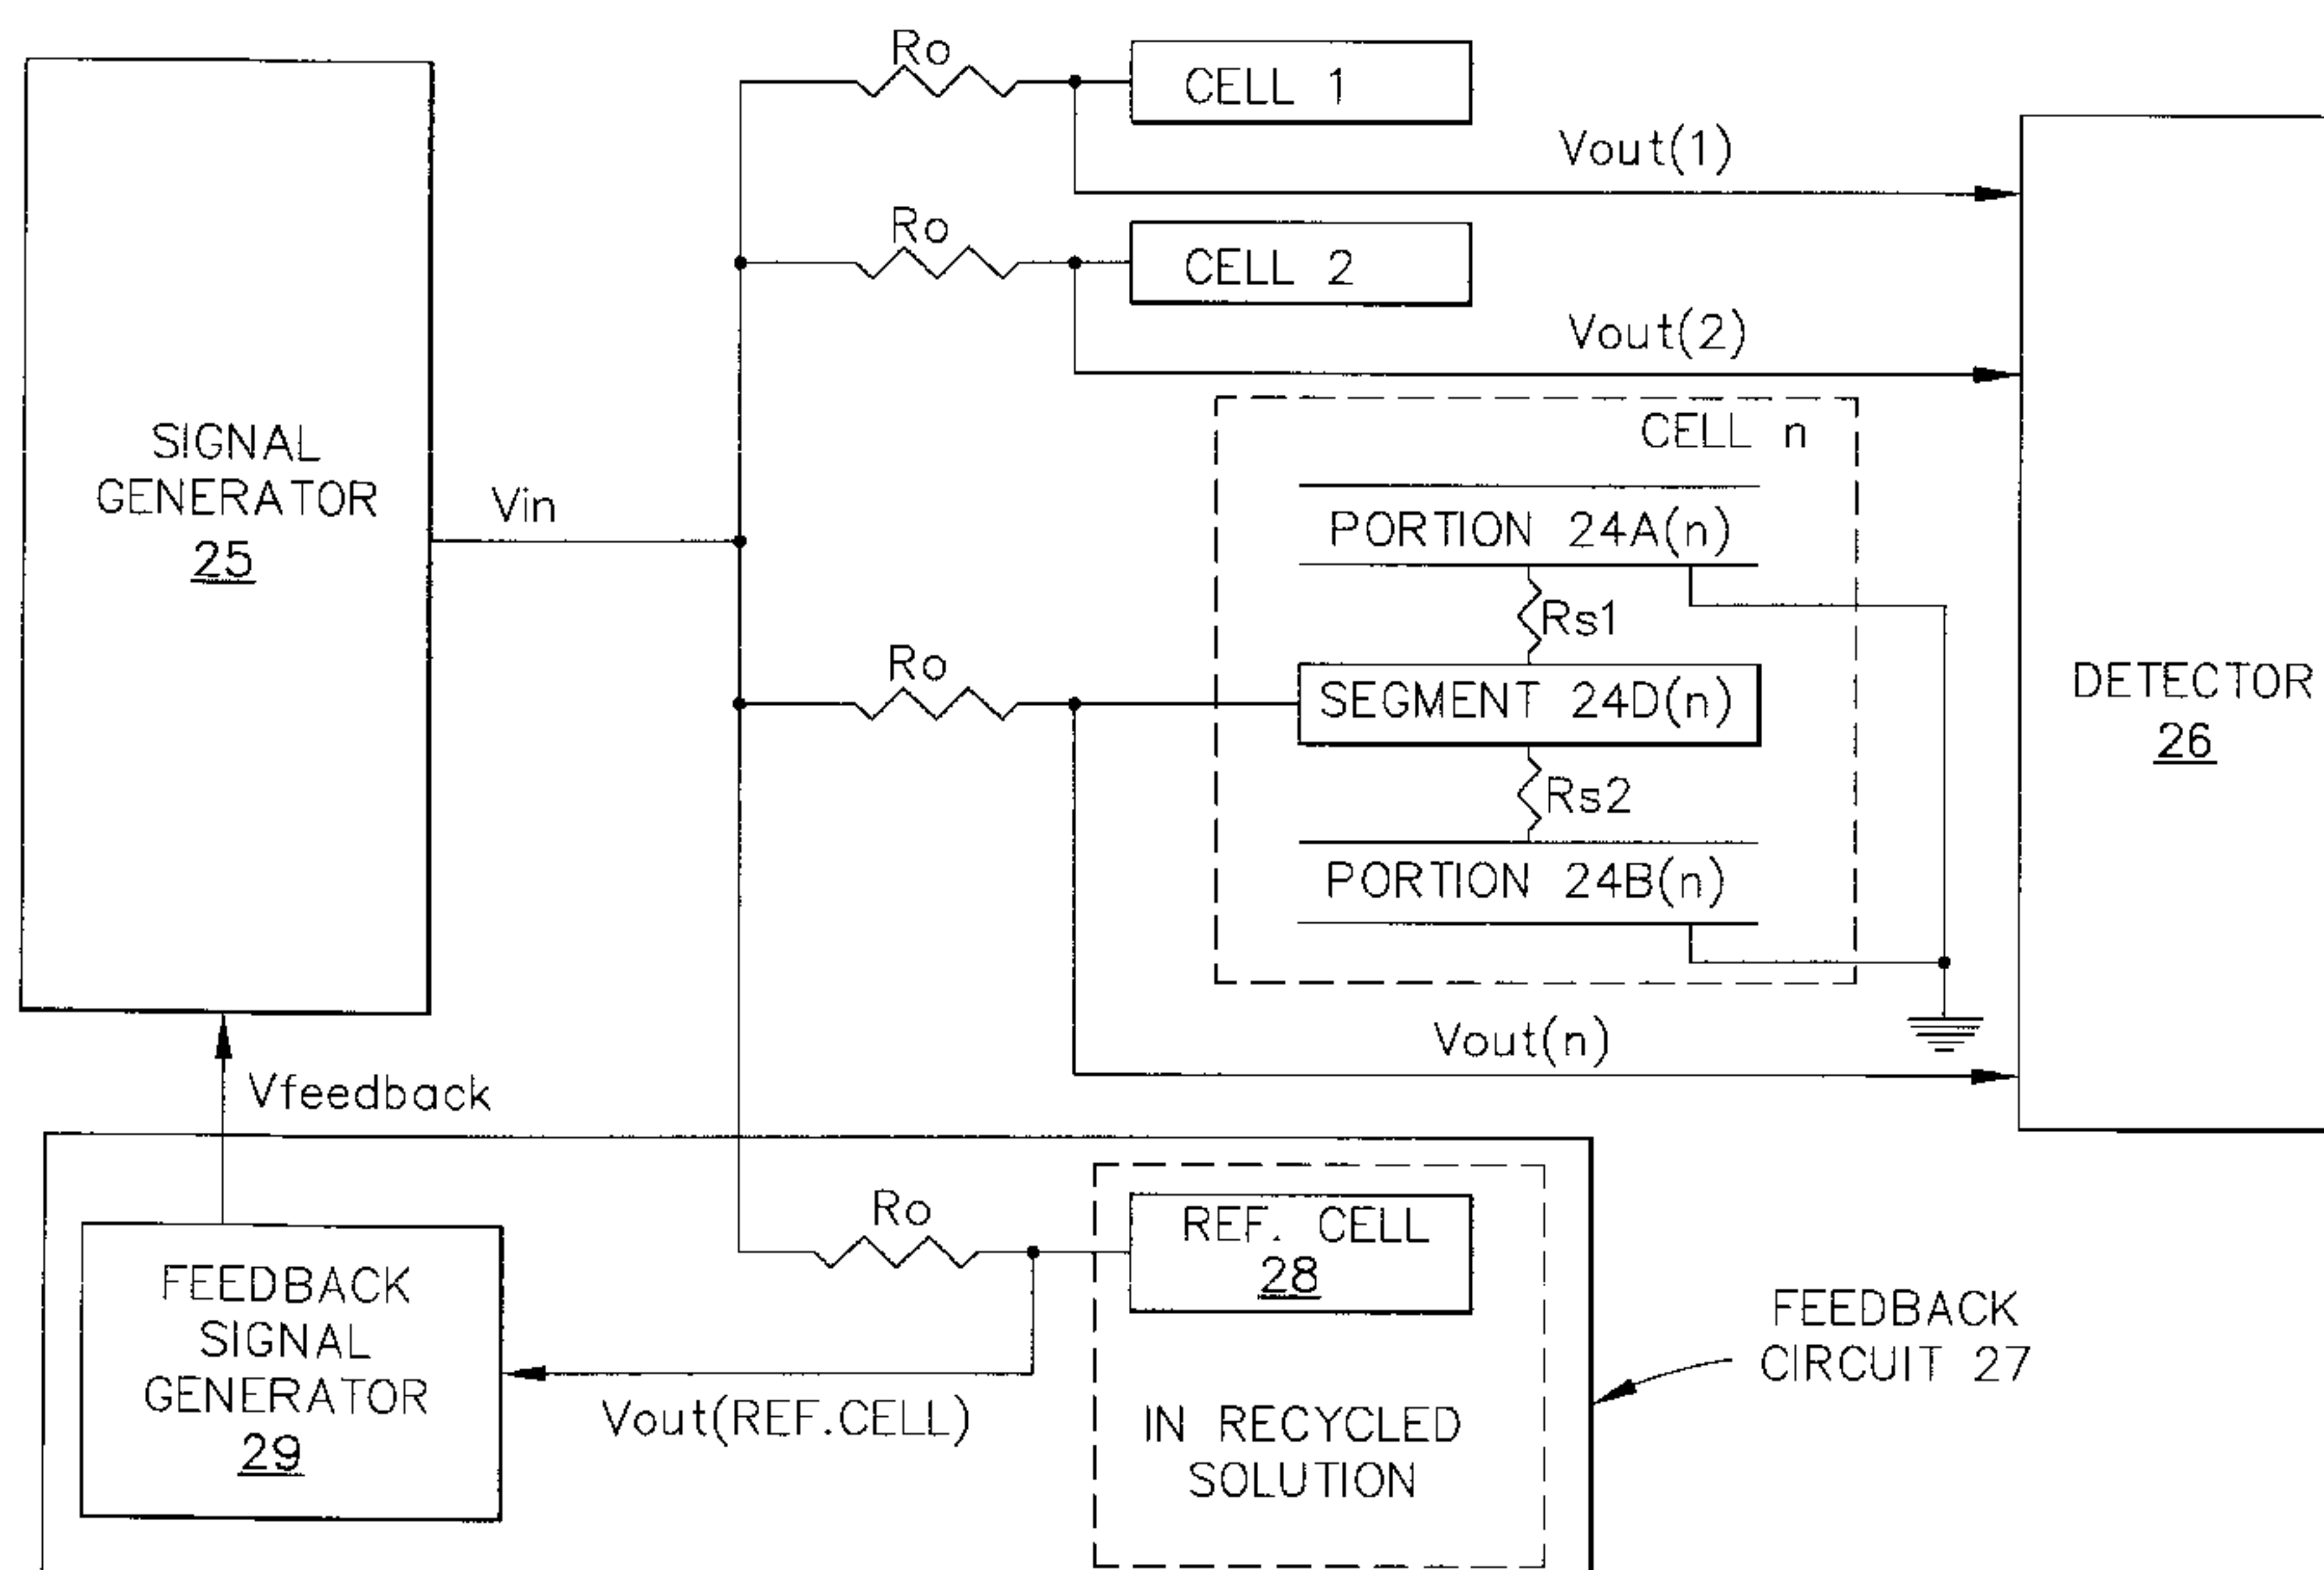 Ro
CELL 1
Vout(1)
Ro
CELL 2
Vout(2)
SIGNAL
GENERATOR
25
Vin
CELL n
PORTION 24A(n)
Rs1
Ro
SEGMENT 24D(n)
Rs2
PORTION 24B(n)
DETECTOR
26
Vout(n)
Vfeedback
Ro
REF. CELL
28
FEEDBACK
SIGNAL
GENERATOR
29
Vout(REF.CELL)
IN RECYCLED
SOLUTION
FEEDBACK
CIRCUIT 27